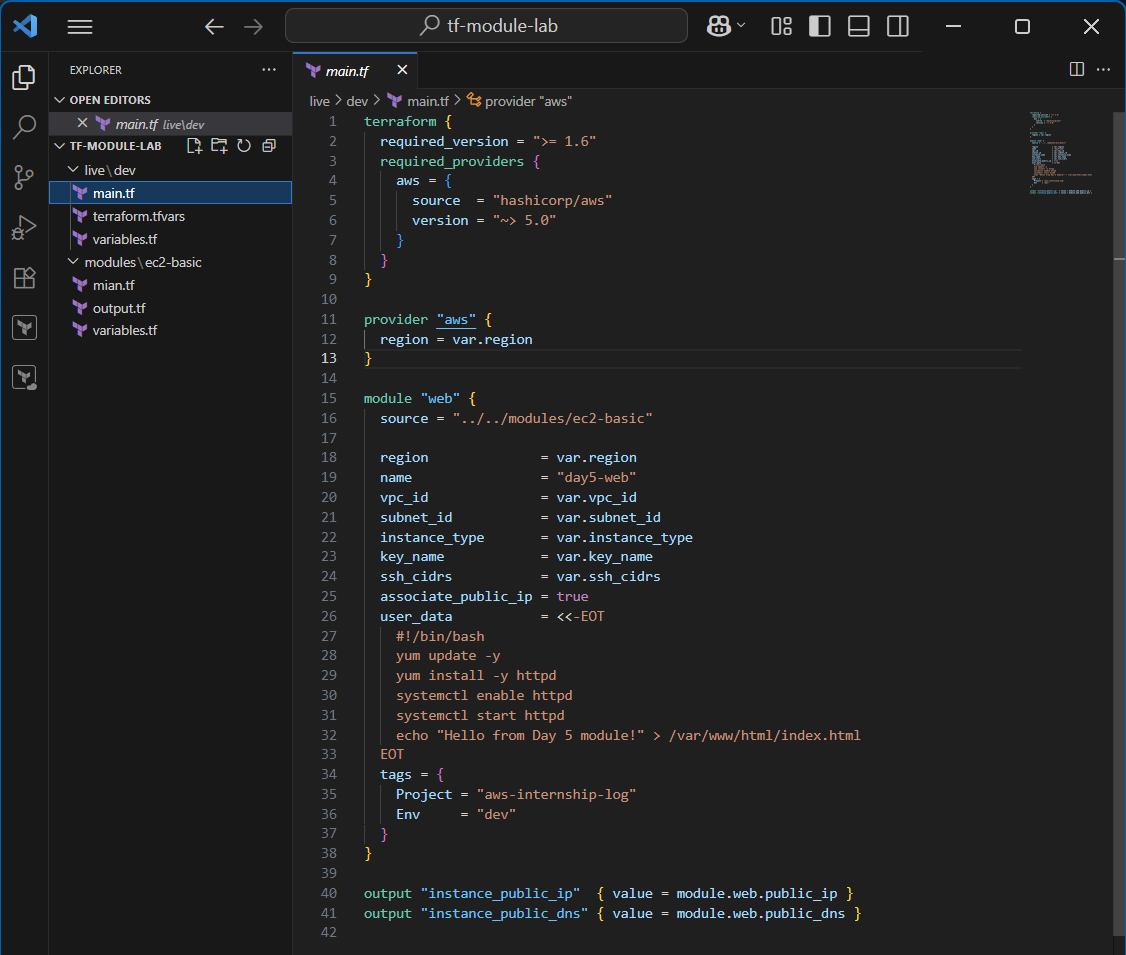 tf-module-lab
EXPLORER
OPEN EDITORS
main.tf live\dev
TF-MODULE-LAB
live\dev
main.tf
terraform.tfvars
variables.tf
modules\ec2-basic
mian.tf
output.tf
variables.tf
main.tf
live > dev > main.tf > provider "aws"
1 terraform {
2   required_version = ">= 1.6"
3   required_providers {
4     aws = {
5       source  = "hashicorp/aws"
6       version = "~> 5.0"
7     }
8   }
9 }
10
11 provider "aws" {
12   region = var.region
13 }
14
15 module "web" {
16   source = "../../modules/ec2-basic"
17
18   region              = var.region
19   name                = "day5-web"
20   vpc_id              = var.vpc_id
21   subnet_id           = var.subnet_id
22   instance_type       = var.instance_type
23   key_name            = var.key_name
24   ssh_cidrs           = var.ssh_cidrs
25   associate_public_ip = true
26   user_data           = <<-EOT
27     #!/bin/bash
28     yum update -y
29     yum install -y httpd
30     systemctl enable httpd
31     systemctl start httpd
32     echo "Hello from Day 5 module!" > /var/www/html/index.html
33   EOT
34   tags = {
35     Project = "aws-internship-log"
36     Env     = "dev"
37   }
38 }
39
40 output "instance_public_ip"  { value = module.web.public_ip }
41 output "instance_public_dns" { value = module.web.public_dns }
42